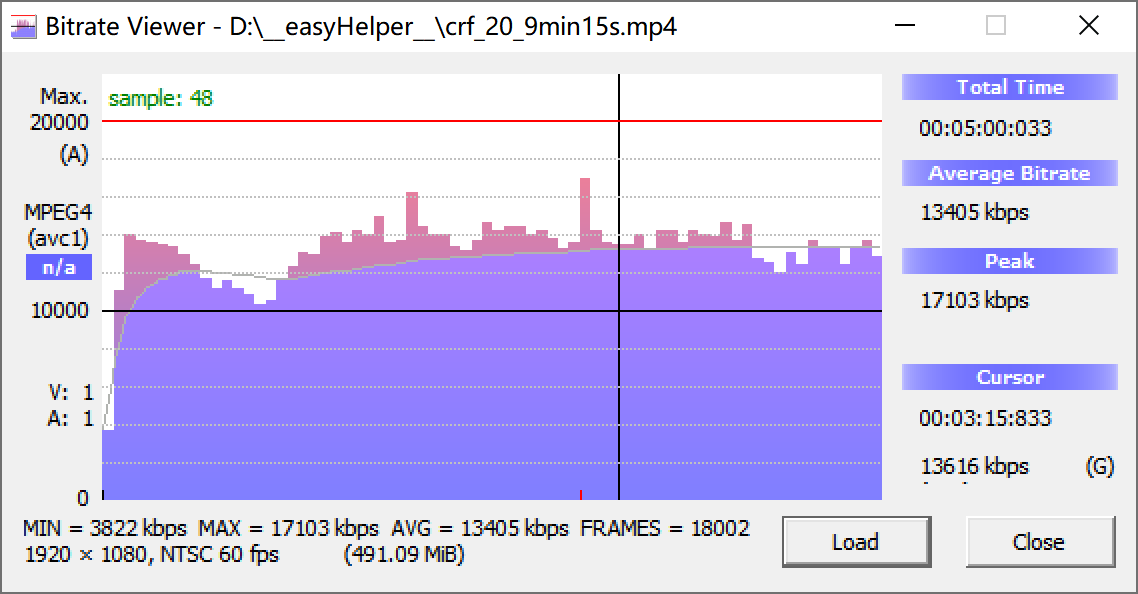 Bitrate Viewer - D:\__easyHelper__\crf_20_9min15s.mp4
Max.
20000
(A)
MPEG4
(avc1)
n/a
10000
V: 1
A: 1
0
sample: 48
Total Time
00:05:00:033
Average Bitrate
13405 kbps
Peak
17103 kbps
Cursor
00:03:15:833
13616 kbps (G)
MIN = 3822 kbps MAX = 17103 kbps AVG = 13405 kbps FRAMES = 18002
1920 × 1080, NTSC 60 fps (491.09 MiB)
Load
Close